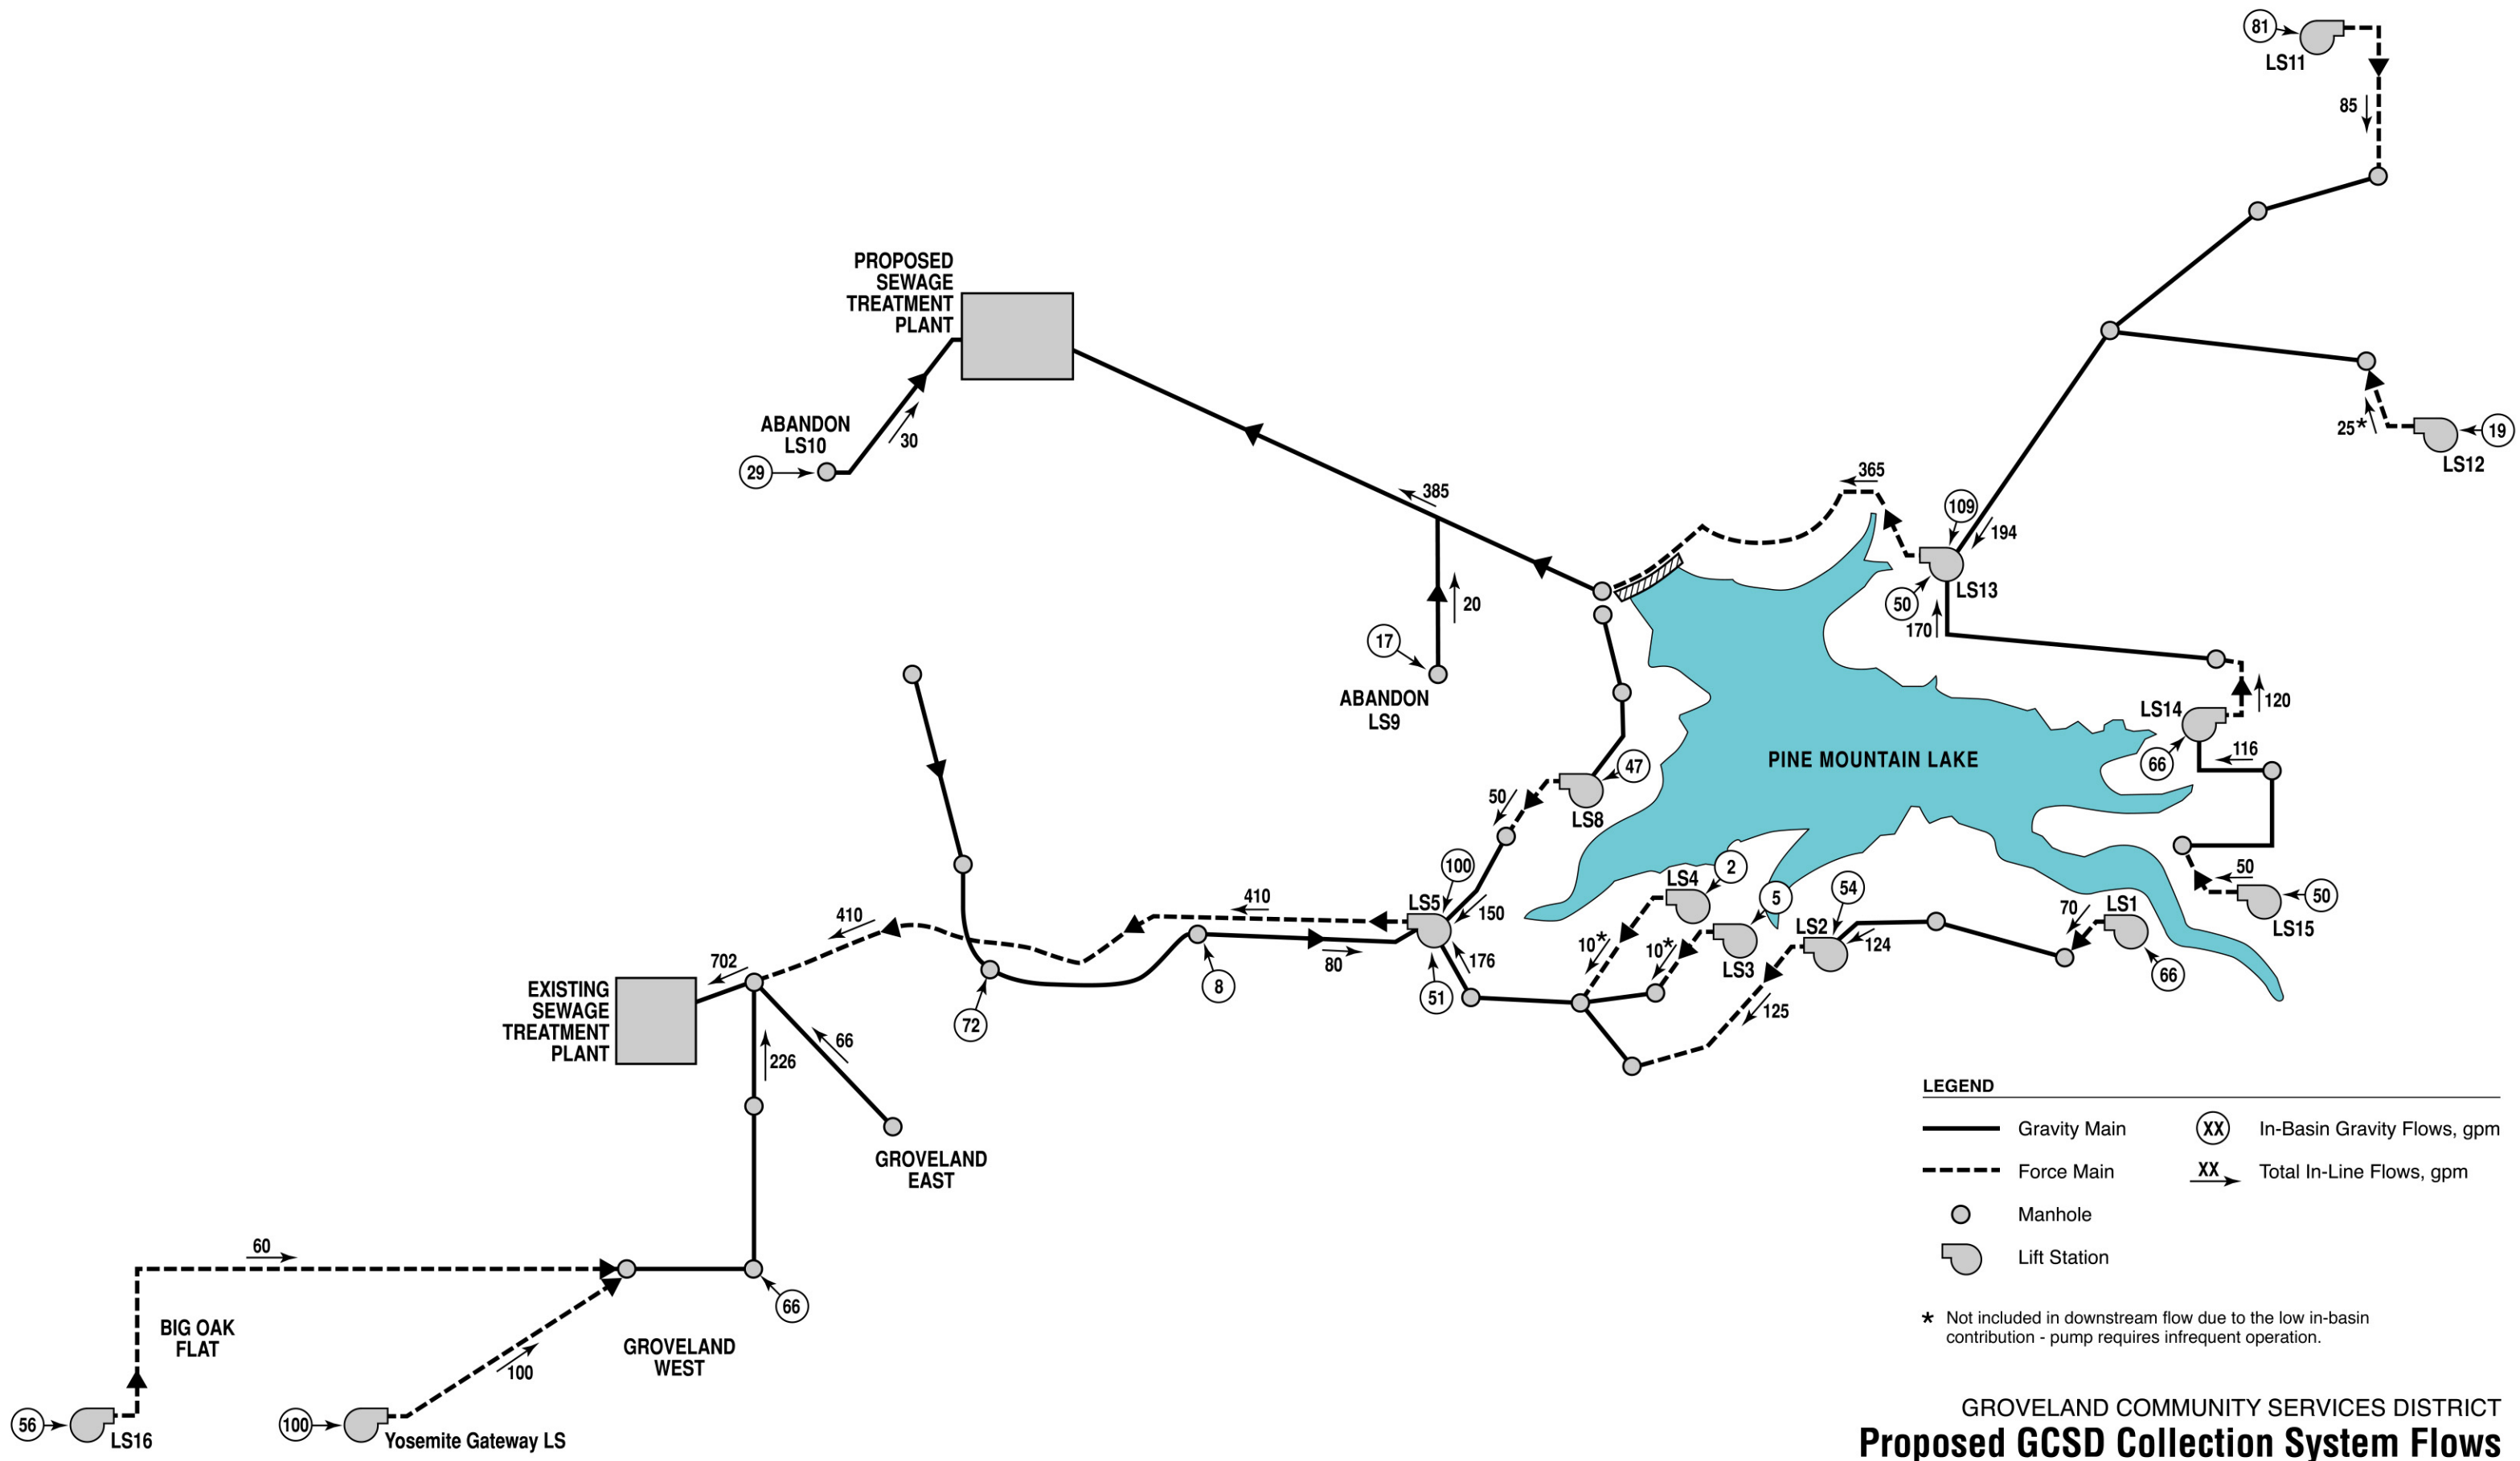 81
LS11
85
PROPOSED
SEWAGE
TREATMENT
PLANT
ABANDON
LS10
29
30
25*
19
LS12
385
365
109
194
LS13
50
170
20
17
ABANDON
LS9
LS14
120
66
116
PINE MOUNTAIN LAKE
47
50
LS8
100
LS5
150
410
410
2
LS4
5
54
LS2
124
70
LS1
66
50
50
LS15
10*
10*
LS3
176
80
8
51
72
125
702
EXISTING
SEWAGE
TREATMENT
PLANT
66
226
GROVELAND
EAST
60
66
BIG OAK
FLAT
GROVELAND
WEST
100
56
LS16
100
Yosemite Gateway LS
LEGEND
Gravity Main
XX In-Basin Gravity Flows, gpm
Force Main
XX Total In-Line Flows, gpm
Manhole
Lift Station
* Not included in downstream flow due to the low in-basin
contribution - pump requires infrequent operation.
GROVELAND COMMUNITY SERVICES DISTRICT
Proposed GCSD Collection System Flows